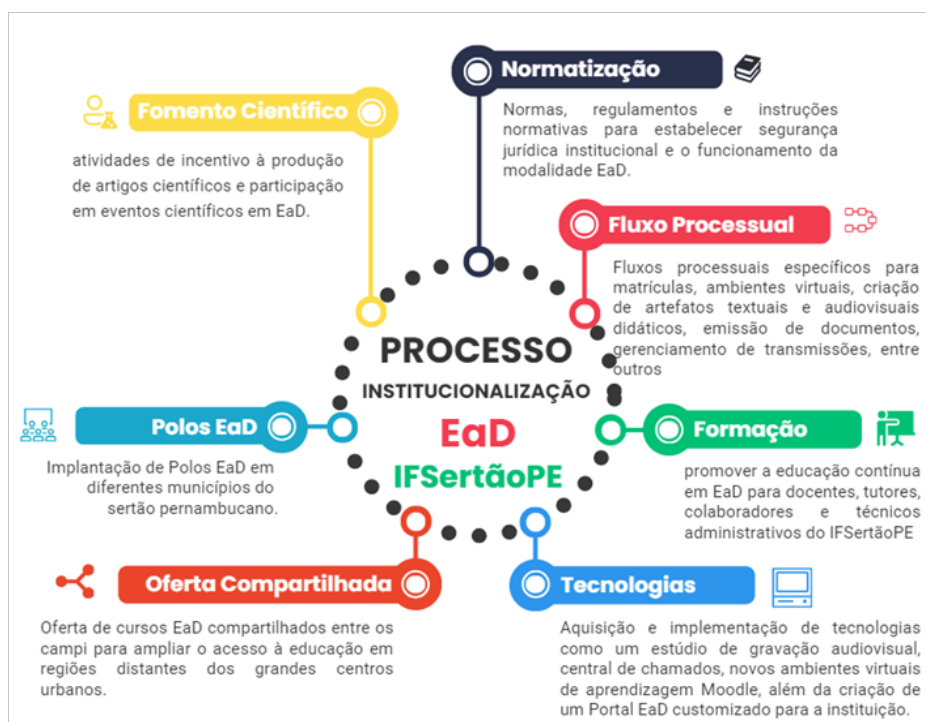 Normatização
Normas, regulamentos e instruções
normativas para estabelecer segurança
jurídica institucional e o funcionamento da
modalidade EaD.
Fomento Científico
atividades de incentivo à produção
de artigos científicos e participação
em eventos científicos em EaD.
Fluxo Processual
Fluxos processuais específicos para
matrículas, ambientes virtuais, criação
de artefatos textuais e audiovisuais
didáticos, emissão de documentos,
gerenciamento de transmissões, entre
outros
PROCESSO
INSTITUCIONALIZAÇÃO
EaD
IFSertãoPE
Polos EaD
Implantação de Polos EaD em
diferentes municípios do
sertão pernambucano.
Formação
promover a educação contínua
em EaD para docentes, tutores,
colaboradores e técnicos
administrativos do IFSertãoPE
Oferta Compartilhada
Oferta de cursos EaD compartilhados entre os
campi para ampliar o acesso à educação em
regiões distantes dos grandes centros
urbanos.
Tecnologias
Aquisição e implementação de tecnologias
como um estúdio de gravação audiovisual,
central de chamados, novos ambientes virtuais
de aprendizagem Moodle, além da criação de
um Portal EaD customizado para a instituição.